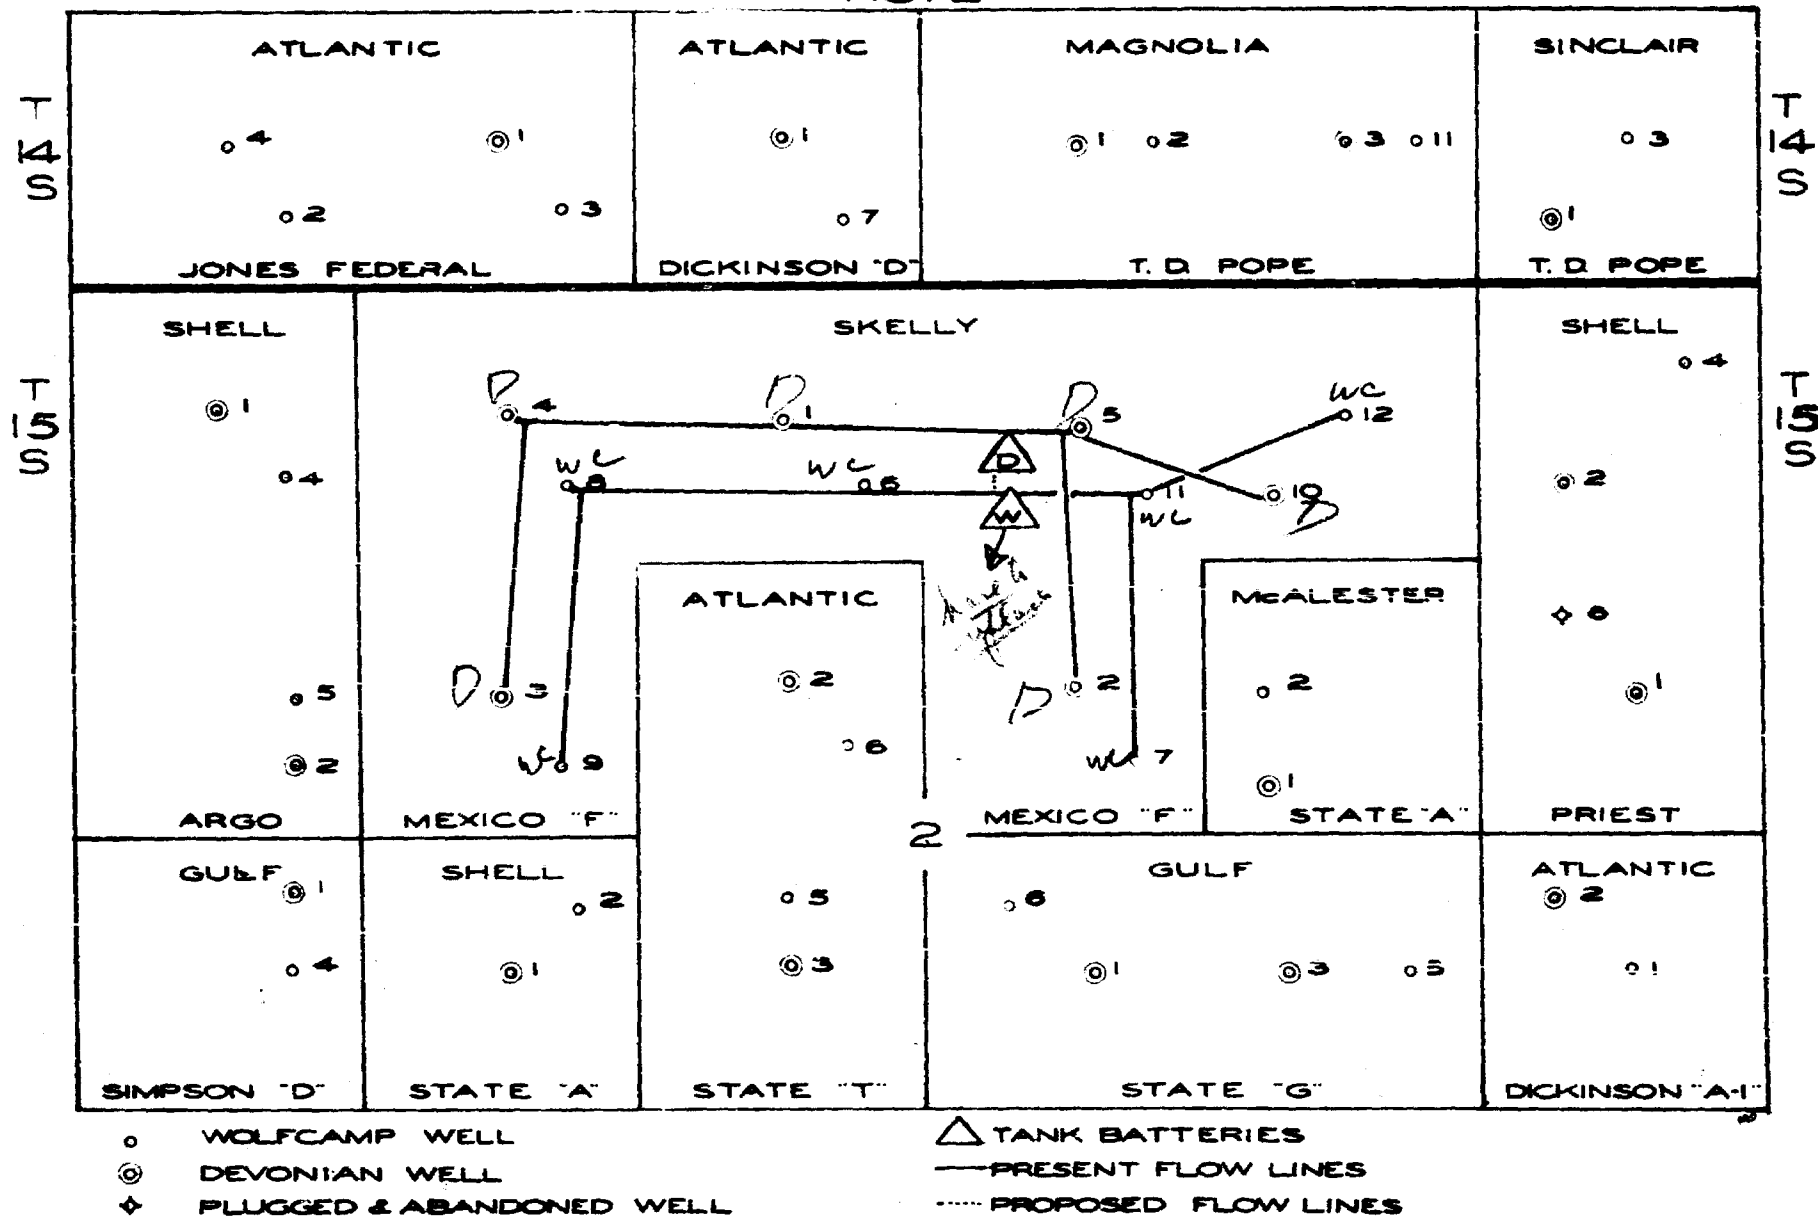 ATLANTIC ATLANTIC MAGNOLIA SINCLAIR
T 14 S
4 1 1 1 2 3 11 3
T 14 S
2 3 7 1
JONES FEDERAL DICKINSON "D" T. D. POPE T. D. POPE
SHELL SKELLY SHELL
4
T 15 S
1 D 4 D 1 D 5 WC 12
T 15 S
4 WC 8 WC 6 D 11 WC 10 D 2
W
ATLANTIC McALESTER
6
5 D 3 2 D 2 2 1
6
2 WC 9 WC 7 1
ARGO MEXICO "F" MEXICO "F" STATE "A" PRIEST
2
GULF SHELL GULF ATLANTIC
1 2 5 6 2
4 1 3 1 3 5 1
SIMPSON "D" STATE "A" STATE "T" STATE "G" DICKINSON "A-1"
WOLFCAMP WELL TANK BATTERIES
DEVONIAN WELL PRESENT FLOW LINES
PLUGGED & ABANDONED WELL PROPOSED FLOW LINES